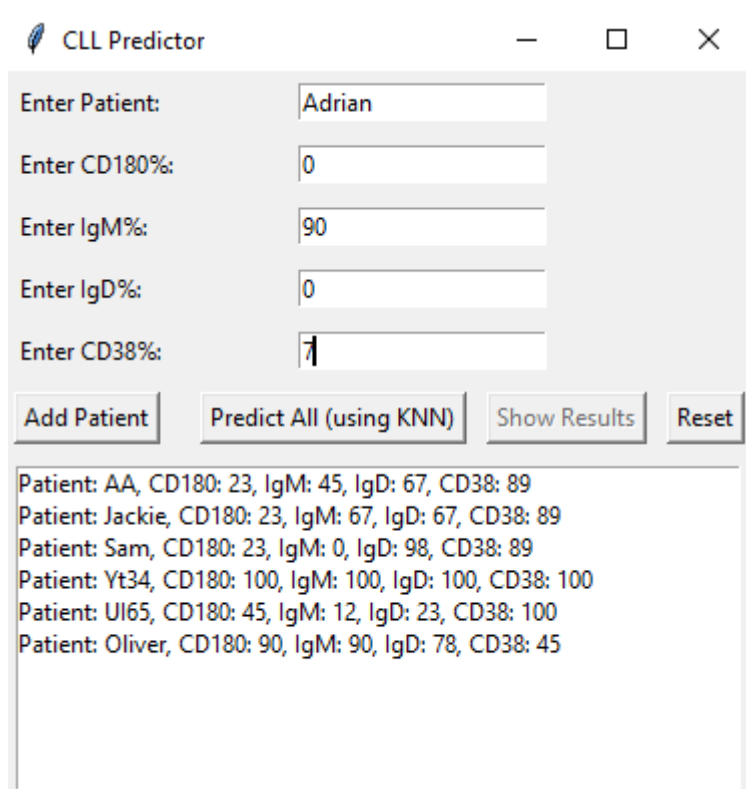 CLL Predictor
Enter Patient: Adrian
Enter CD180%: 0
Enter IgM%: 90
Enter IgD%: 0
Enter CD38%: 7
Add Patient Predict All (using KNN) Show Results Reset
Patient: AA, CD180: 23, IgM: 45, IgD: 67, CD38: 89
Patient: Jackie, CD180: 23, IgM: 67, IgD: 67, CD38: 89
Patient: Sam, CD180: 23, IgM: 0, IgD: 98, CD38: 89
Patient: Yt34, CD180: 100, IgM: 100, IgD: 100, CD38: 100
Patient: UI65, CD180: 45, IgM: 12, IgD: 23, CD38: 100
Patient: Oliver, CD180: 90, IgM: 90, IgD: 78, CD38: 45